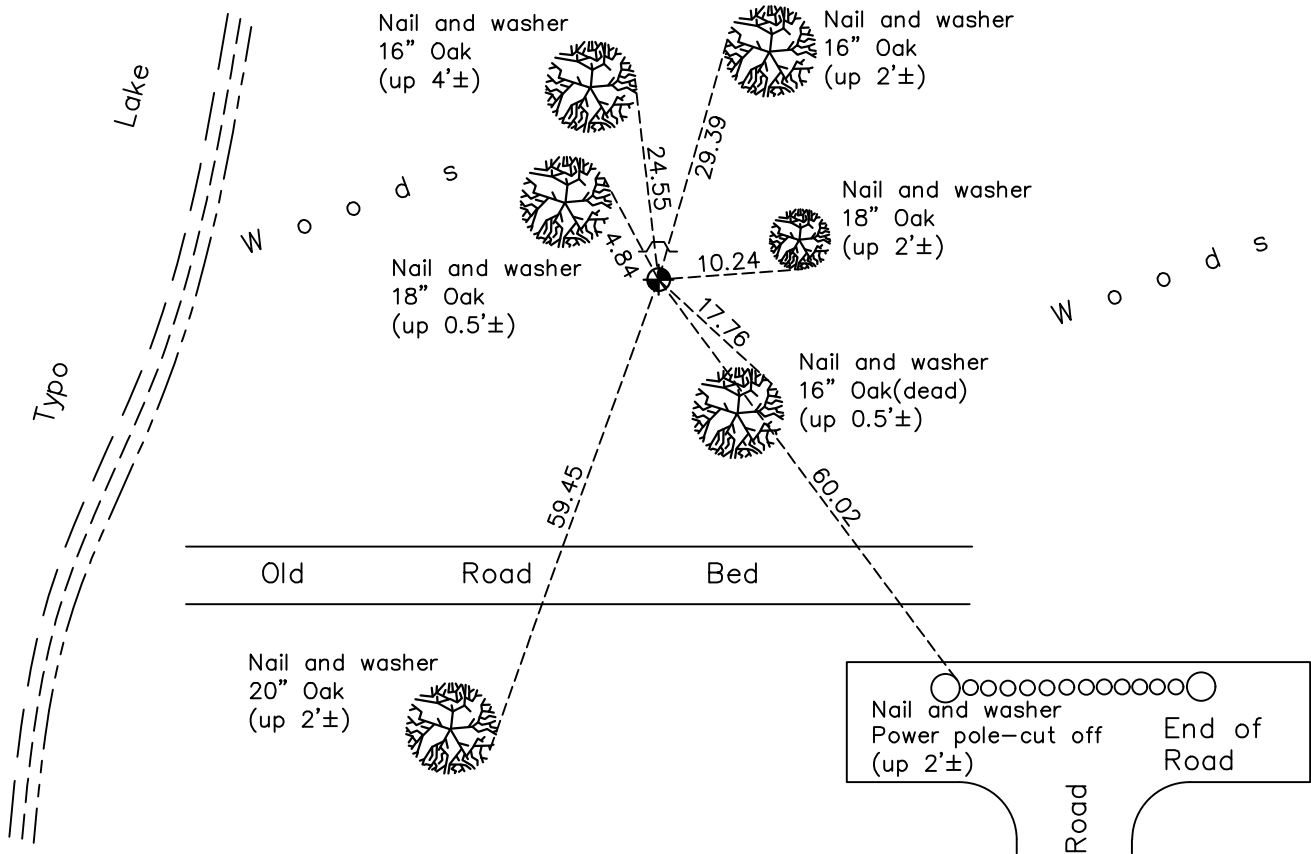 Nail and washer
16” Oak
(up 4'±)
Nail and washer
16” Oak
(up 2'±)
Lake
24.55
29.39
Woods
Nail and washer
18” Oak
(up 2'±)
4.84
10.24
Woods
Nail and washer
18” Oak
(up 0.5'±)
17.76
Nail and washer
16” Oak(dead)
(up 0.5'±)
Typo
59.45
60.02
Old Road Bed
Nail and washer
20” Oak
(up 2'±)
Nail and washer
Power pole-cut off
(up 2'±)
End of
Road
Road